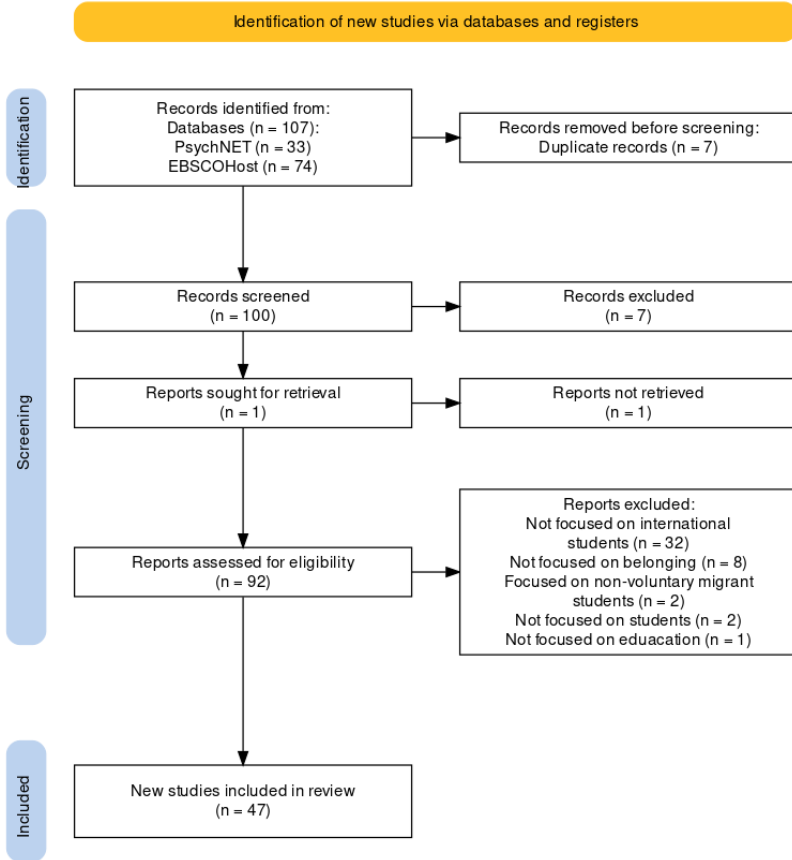 Identification of new studies via databases and registers
Identification
Records identified from:
Databases (n = 107):
PsychNET (n = 33)
EBSCOHost (n = 74)
Records removed before screening:
Duplicate records (n = 7)
Screening
Records screened
(n = 100)
Records excluded
(n = 7)
Reports sought for retrieval
(n = 1)
Reports not retrieved
(n = 1)
Reports assessed for eligibility
(n = 92)
Reports excluded:
Not focused on international
students (n = 32)
Not focused on belonging (n = 8)
Focused on non-voluntary migrant
students (n = 2)
Not focused on students (n = 2)
Not focused on eduacation (n = 1)
Included
New studies included in review
(n = 47)